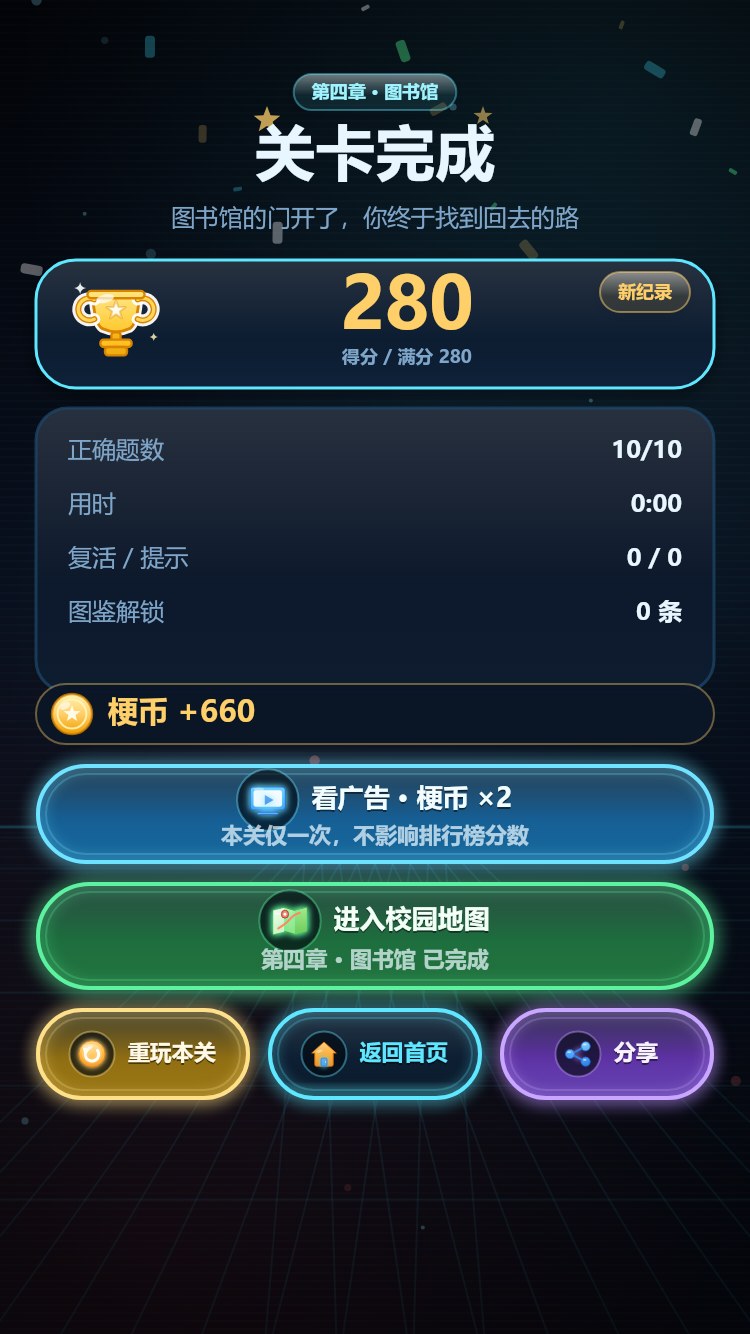 第四章 • 图书馆
关卡完成
图书馆的门开了，你终于找到回去的路
280
新纪录
得分 / 满分 280
正确题数 10/10
用时 0:00
复活 / 提示 0 / 0
图鉴解锁 0 条
梗币 +660
看广告 • 梗币 ×2
本关仅一次，不影响排行榜分数
进入校园地图
第四章 • 图书馆 已完成
重玩本关
返回首页
分享